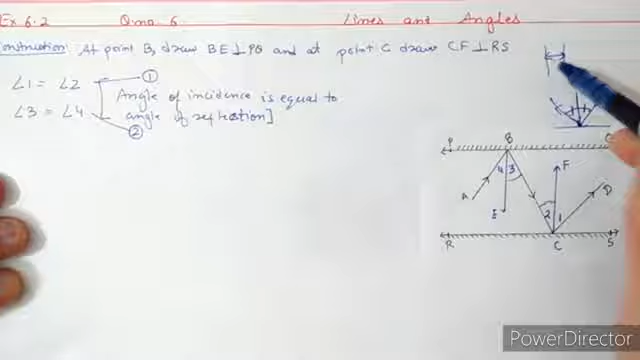 Ex 6.2 Q.no. 6 Lines and Angles
onstruction: At point B, draw BE⊥PQ and at point C draw CF⊥RS
∠1 = ∠2 ①
Angle of incidence is equal to
∠3 = ∠4 angle of reflection]
②
P B
4 3 F
A D
E 2 1
R C S
PowerDirector